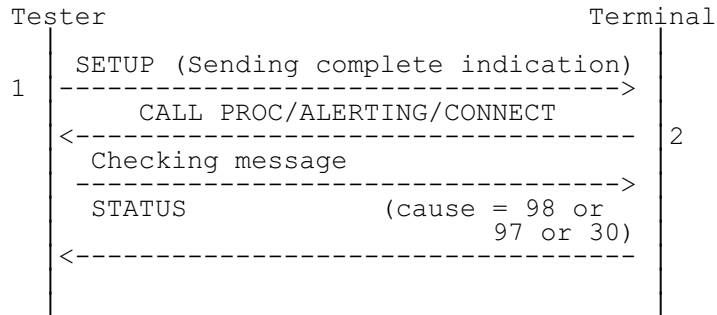 Tester Terminal
SETUP (Sending complete indication)
1
CALL PROC/ALERTING/CONNECT
2
Checking message
STATUS (cause = 98 or
97 or 30)